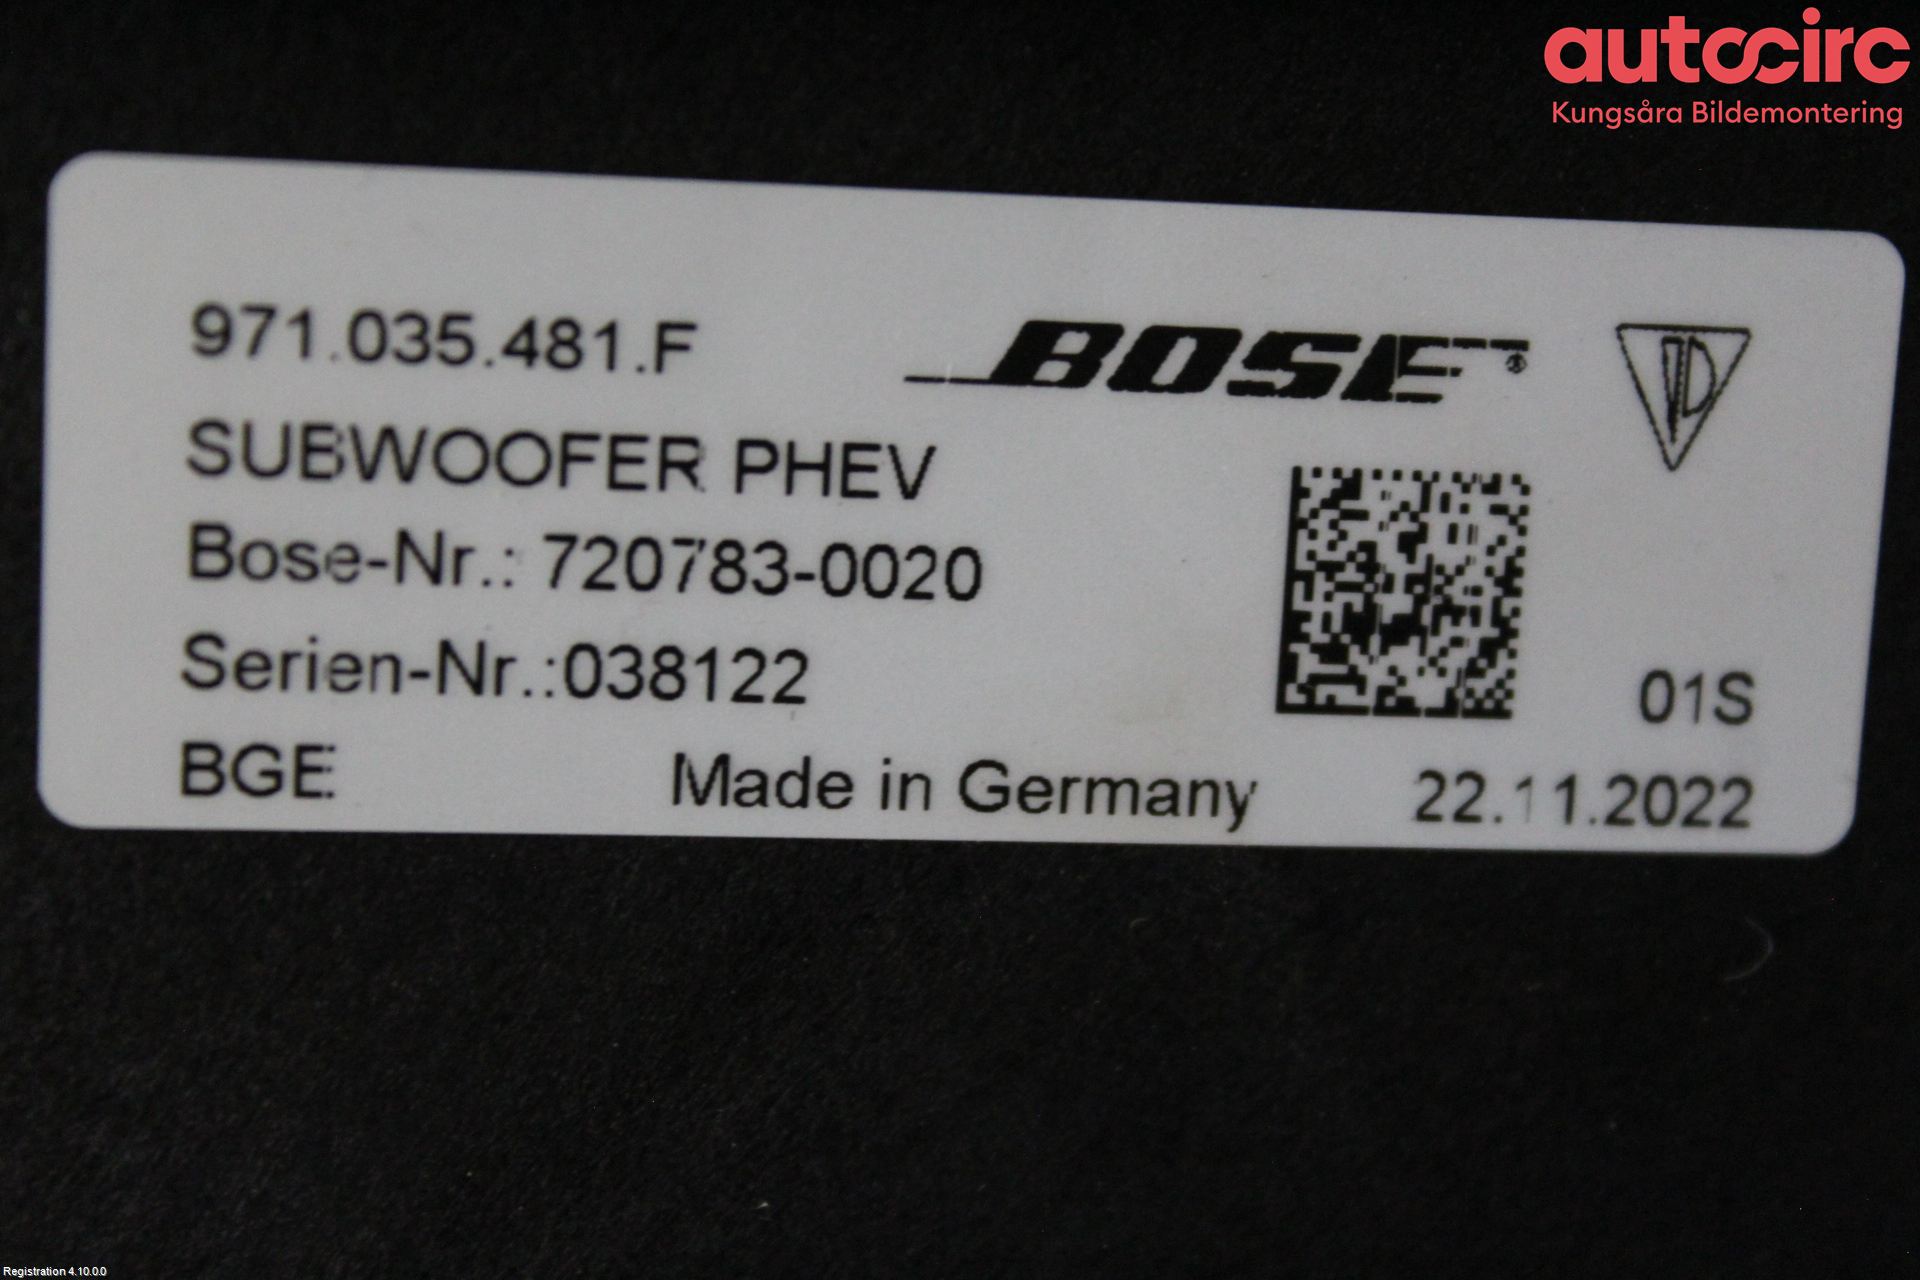 autocirc
Kungsåra Bildemontering
971.035.481.F
BOSE®
SUBWOOFER PHEV
Bose-Nr.: 720783-0020
Serien-Nr.:038122
01S
BGE
Made in Germany
22.11.2022
Registration 4.10.0.0